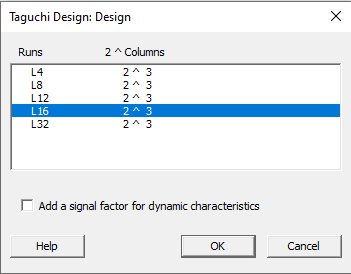 Taguchi Design: Design
Runs 2 ^ Columns
L4 2 ^ 3
L8 2 ^ 3
L12 2 ^ 3
L16 2 ^ 3
L32 2 ^ 3
Add a signal factor for dynamic characteristics
Help OK Cancel